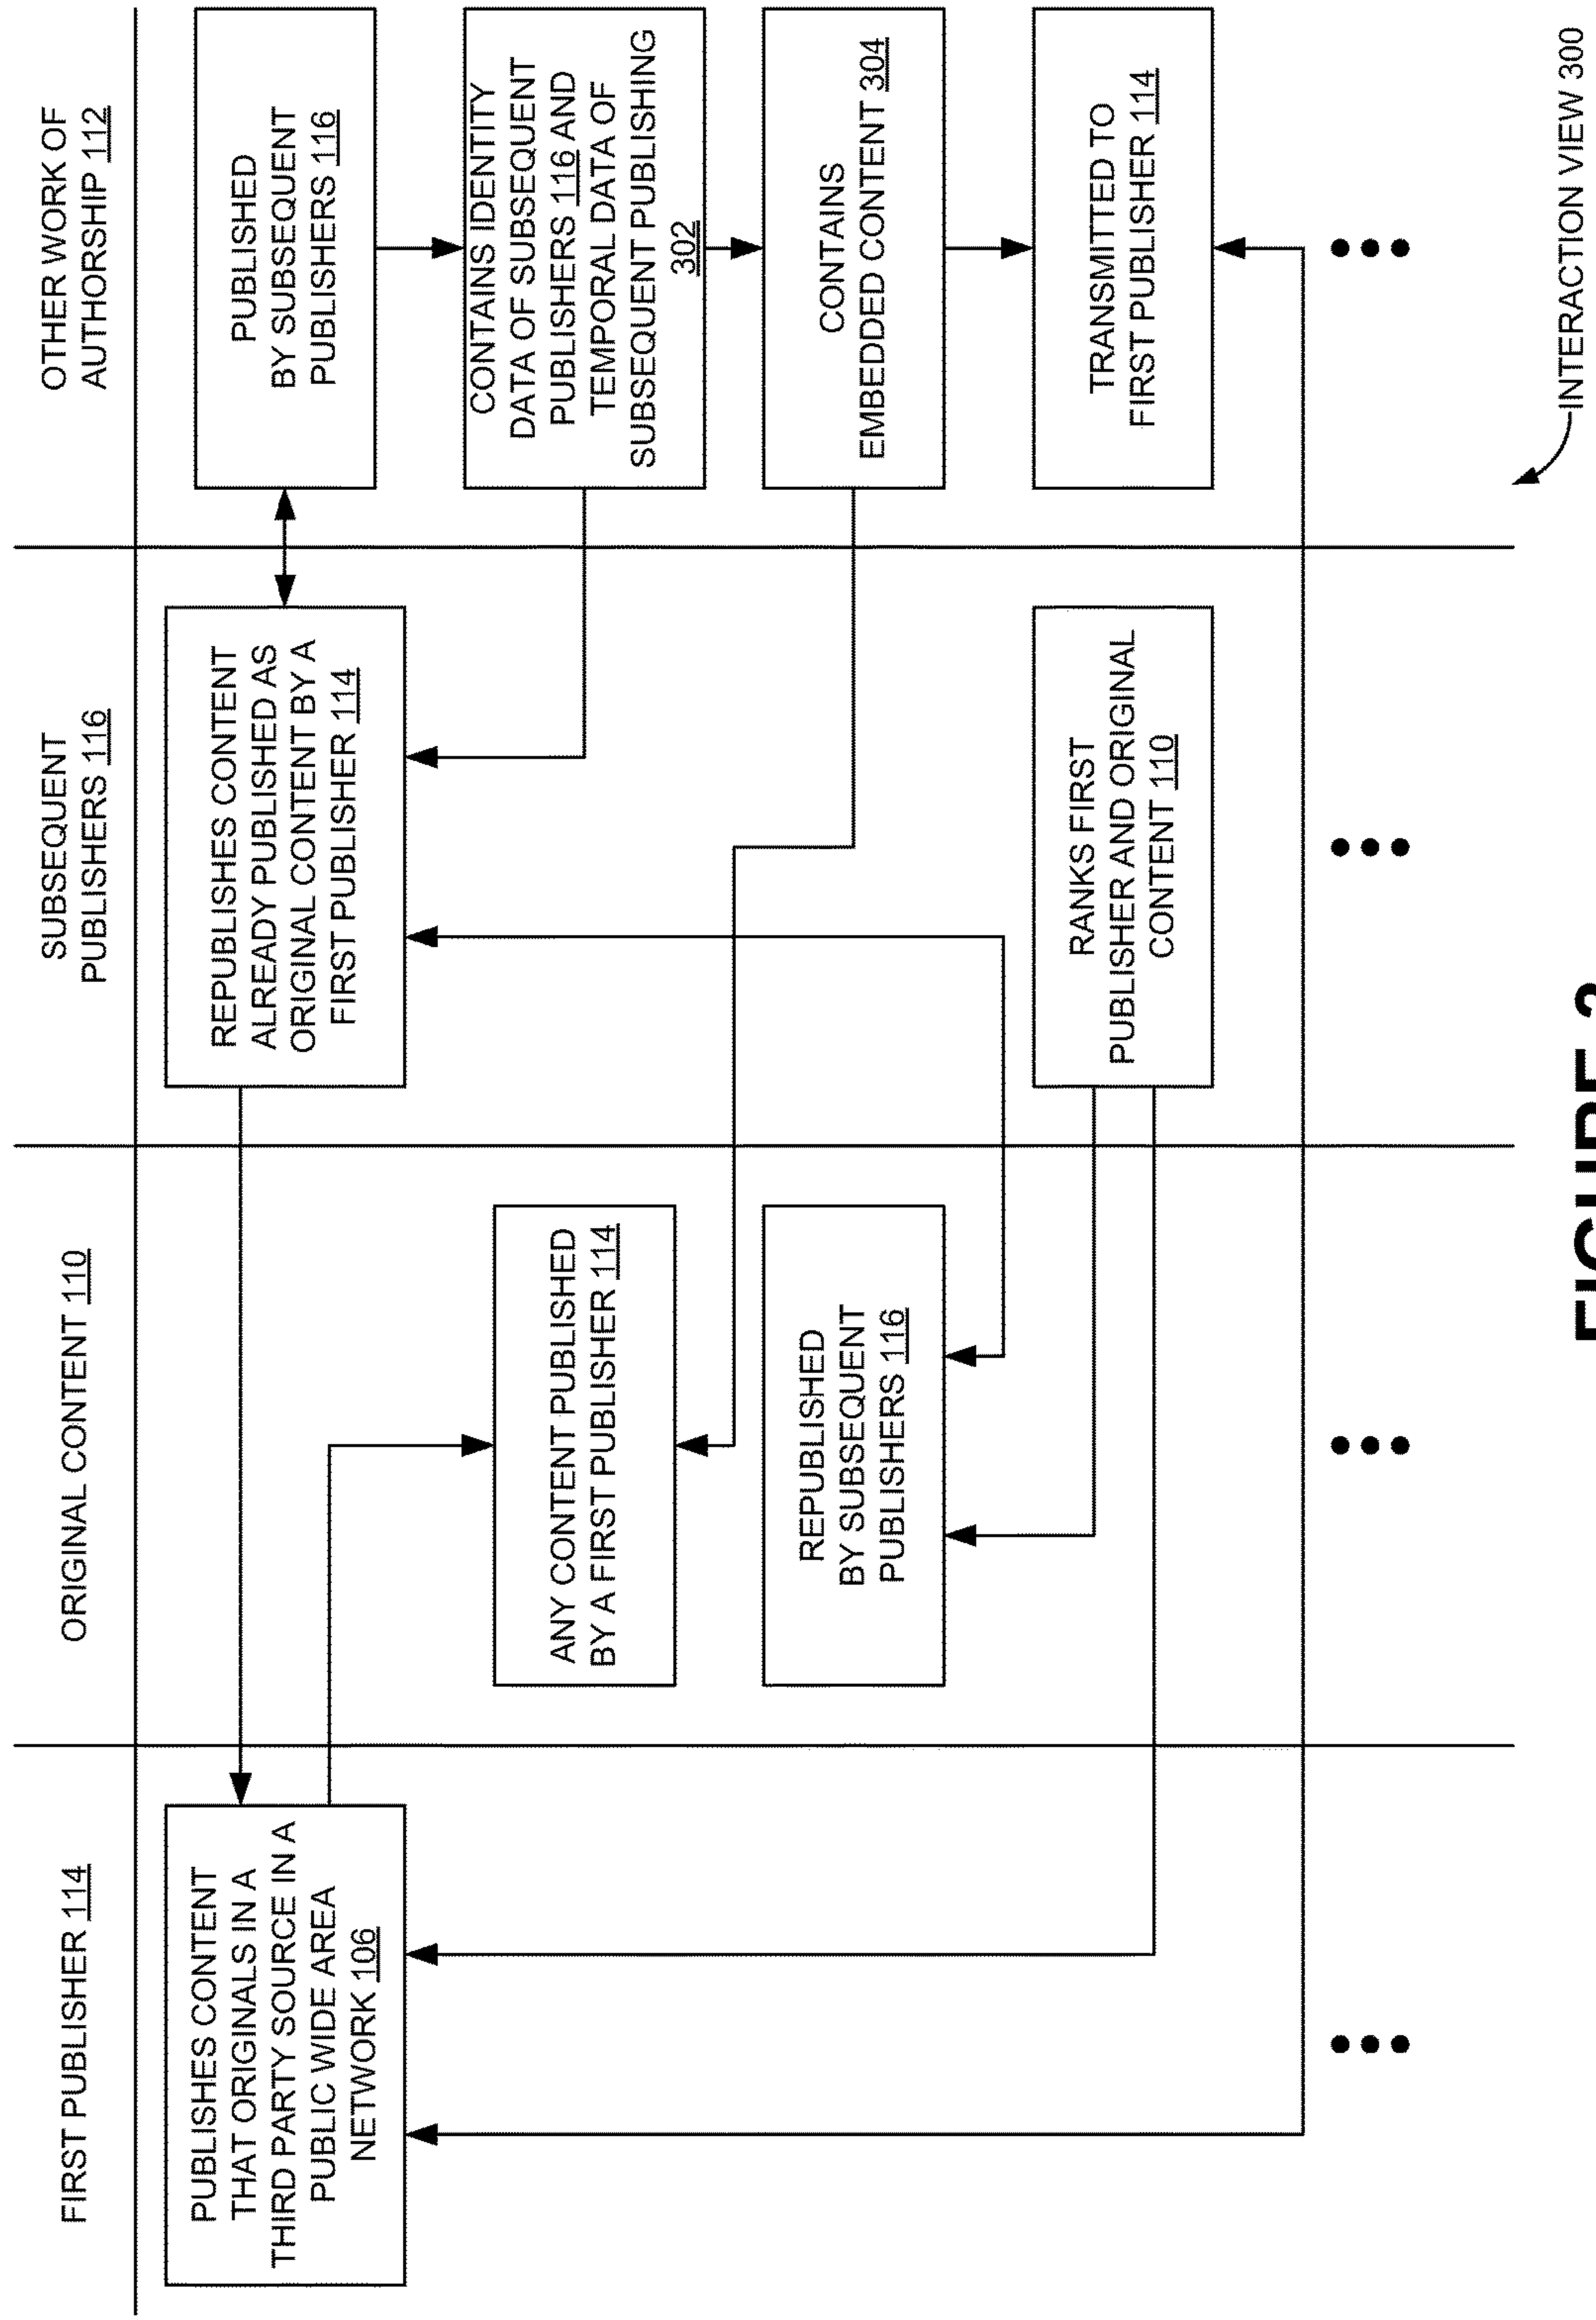 FIRST PUBLISHER 114
PUBLISHES CONTENT
THAT ORIGINALS IN A
THIRD PARTY SOURCE IN A
PUBLIC WIDE AREA
NETWORK 106
ORIGINAL CONTENT 110
ANY CONTENT PUBLISHED
BY A FIRST PUBLISHER 114
REPUBLISHED
BY SUBSEQUENT
PUBLISHERS 116
SUBSEQUENT
PUBLISHERS 116
REPUBLISHES CONTENT
ALREADY PUBLISHED AS
ORIGINAL CONTENT BY A
FIRST PUBLISHER 114
RANKS FIRST
PUBLISHER AND ORIGINAL
CONTENT 110
OTHER WORK OF
AUTHORSHIP 112
PUBLISHED
BY SUBSEQUENT
PUBLISHERS 116
CONTAINS IDENTITY
DATA OF SUBSEQUENT
PUBLISHERS 116 AND
TEMPORAL DATA OF
SUBSEQUENT PUBLISHING
302
CONTAINS
EMBEDDED CONTENT 304
TRANSMITTED TO
FIRST PUBLISHER 114
INTERACTION VIEW 300
FIGURE